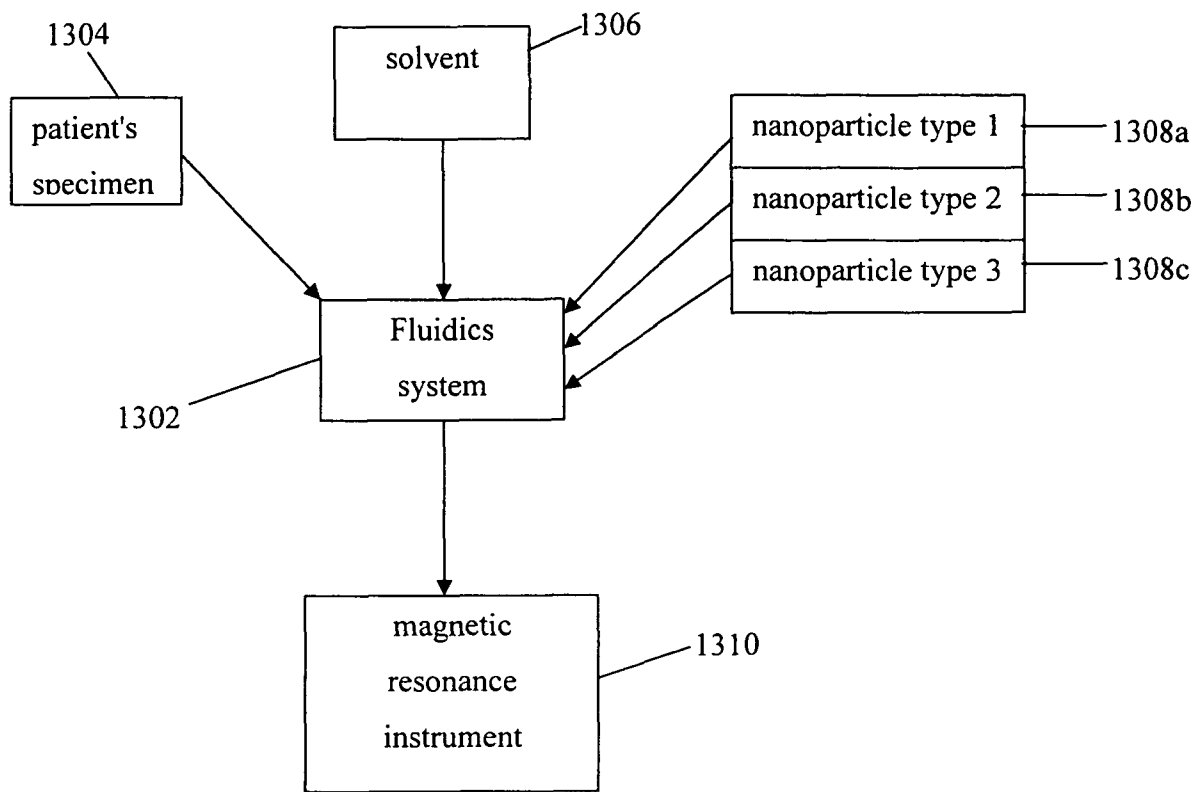 1304
1306
solvent
patient's
specimen
nanoparticle type 1
1308a
nanoparticle type 2
1308b
nanoparticle type 3
1308c
Fluidics
system
1302
magnetic
resonance
instrument
1310